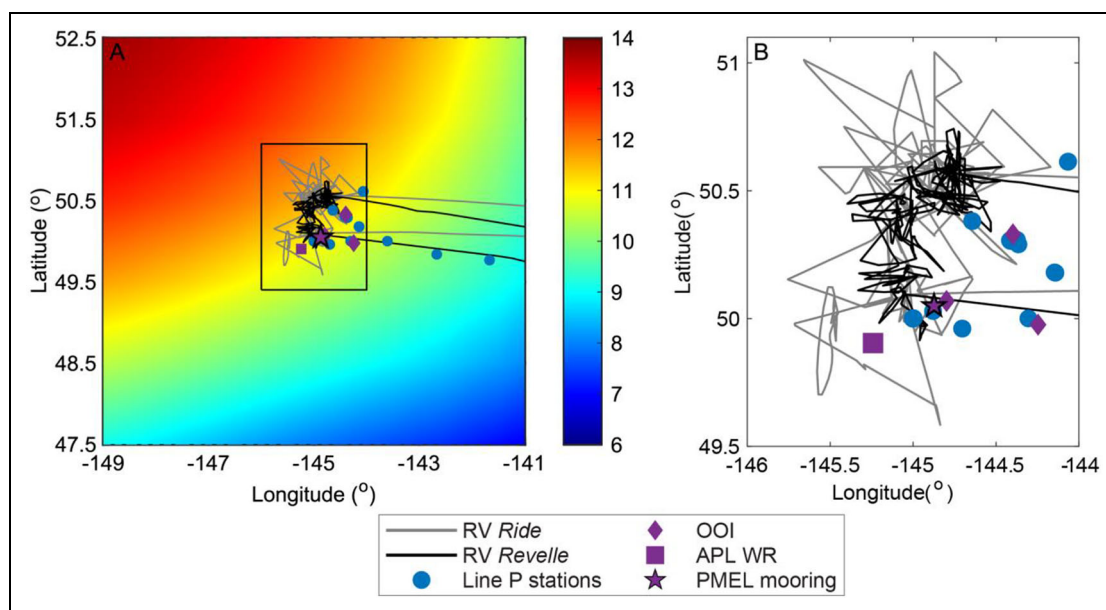 A
52.5
51.5
50.5
49.5
48.5
47.5
Latitude (°)
-149
-147
-145
-143
-141
Longitude (°)
14
13
12
11
10
9
8
7
6
B
51
50.5
50
49.5
Latitude(°)
-146
-145.5
-145
-144.5
-144
Longitude(°)
RV Ride
RV Revelle
Line P stations
OOI
APL WR
PMEL mooring